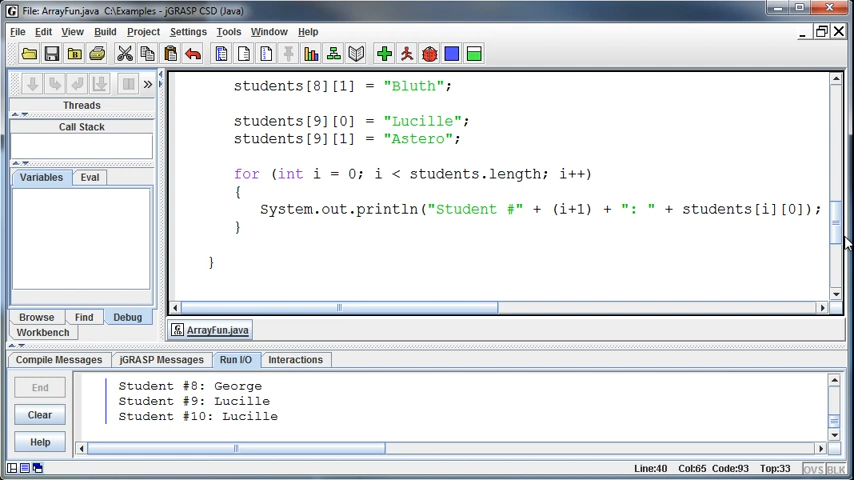 File: ArrayFun.java  C:\Examples - jGRASP CSD (Java)
File Edit View Build Project Settings Tools Window Help
Threads
Call Stack
Variables Eval
Browse Find Debug
Workbench
students[8][1] = "Bluth";
students[9][0] = "Lucille";
students[9][1] = "Astero";
for (int i = 0; i < students.length; i++)
{
System.out.println("Student #" + (i+1) + ": " + students[i][0]);
}
}
ArrayFun.java
Compile Messages jGRASP Messages Run I/O Interactions
End
Clear
Help
Student #8: George
Student #9: Lucille
Student #10: Lucille
Line:40 Col:65 Code:93 Top:33 OVS BLK